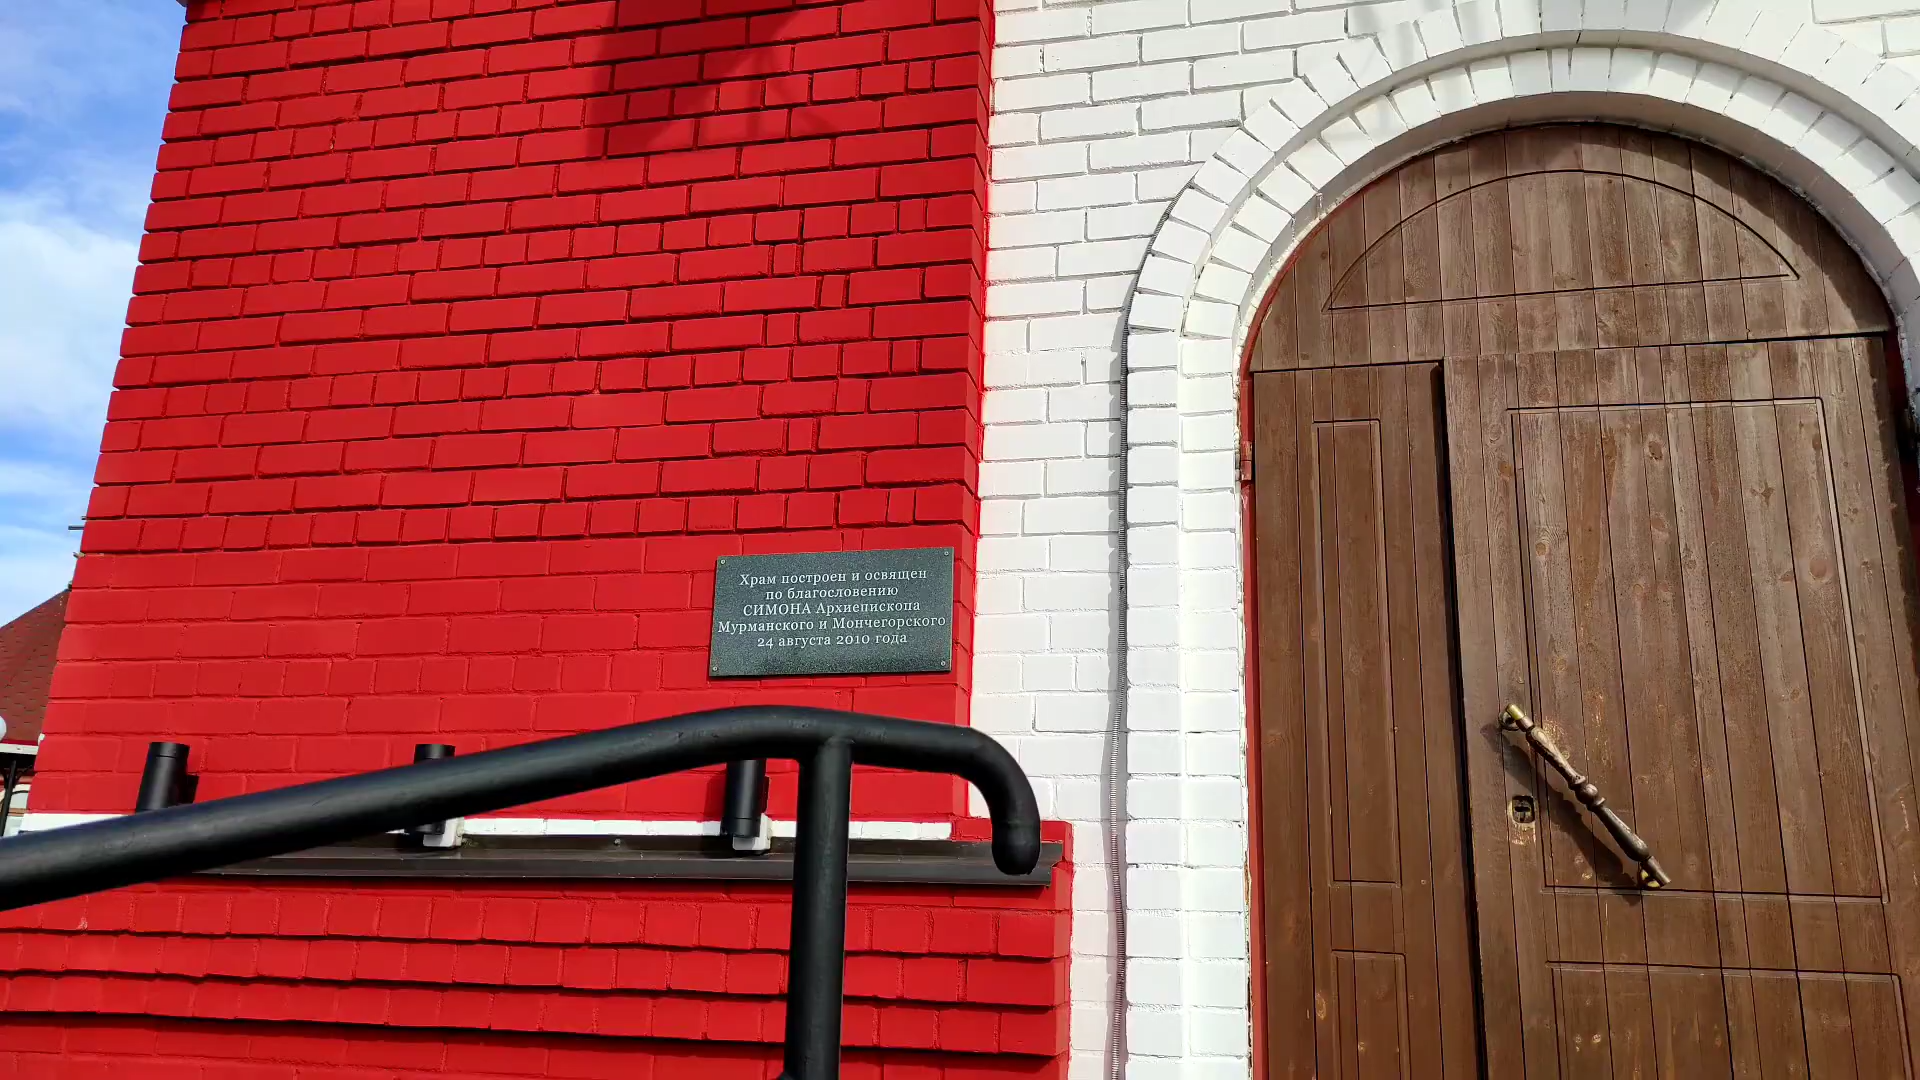 Храм построен и освящен
по благословению
СИМОНА Архиепископа
Мурманского и Мончегорского
24 августа 2010 года